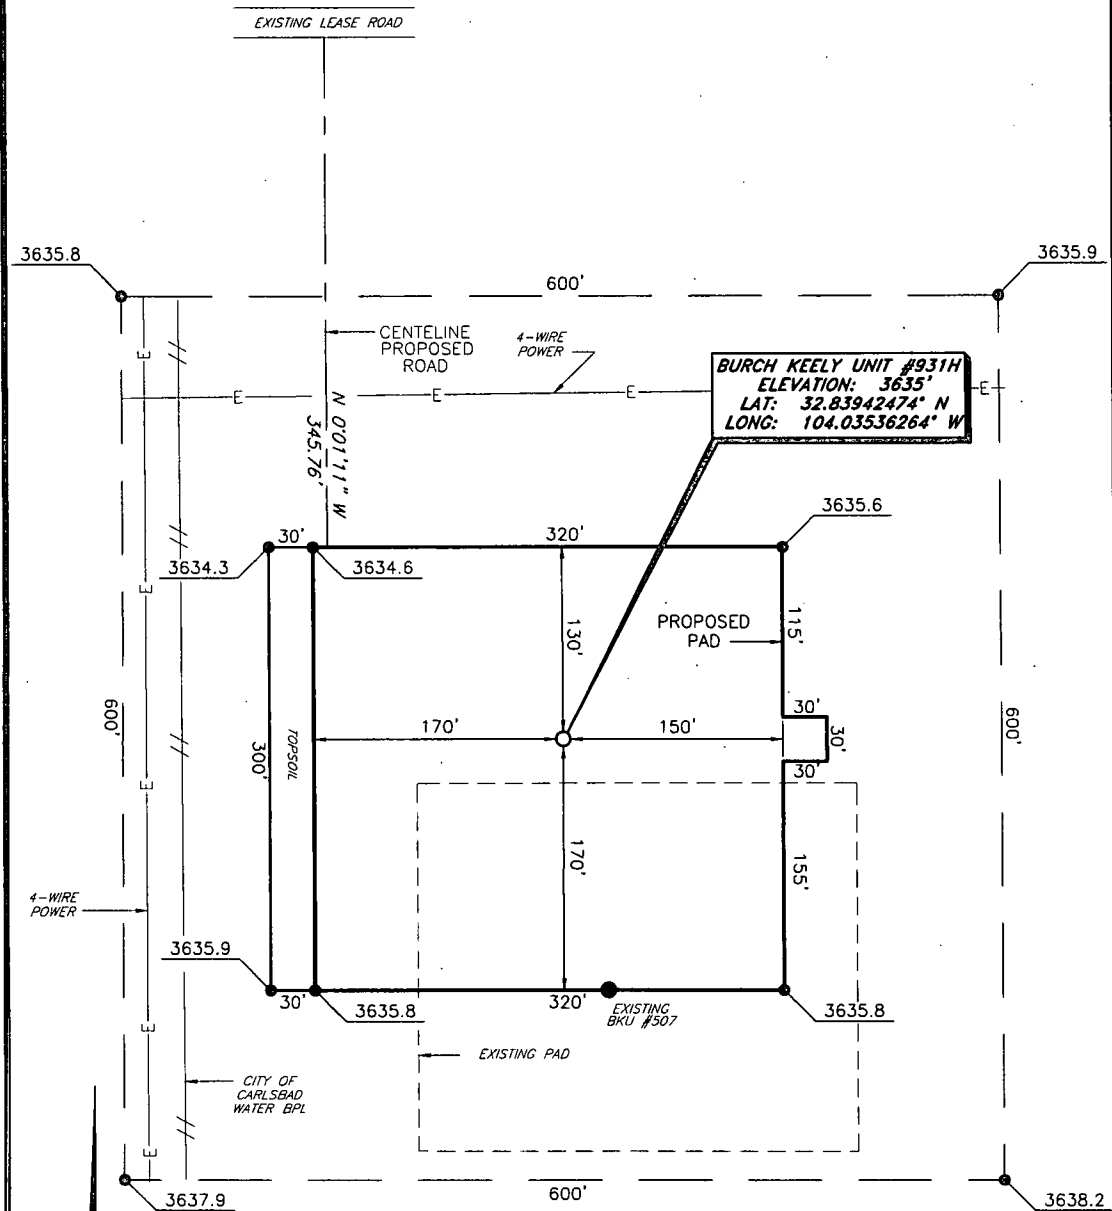 EXISTING LEASE ROAD
3635.8
3635.9
600'
CENTELINE
PROPOSED
ROAD
4-WIRE
POWER
E
E
E
E
E
BURCH KEELY UNIT #931H
ELEVATION: 3635'
LAT: 32.83942474° N
LONG: 104.03536264° W
N 0°01'11" W
345.76'
30'
320'
3635.6
3634.3
3634.6
E
130'
PROPOSED
PAD
115'
600'
170'
150'
30'
30'
30'
600'
300'
TOPSOIL
E
170'
155'
4-WIRE
POWER
3635.9
30'
3635.8
320'
EXISTING
BKU #507
3635.8
E
EXISTING PAD
CITY OF
CARLSBAD
WATER BPL
E
3637.9
600'
3638.2